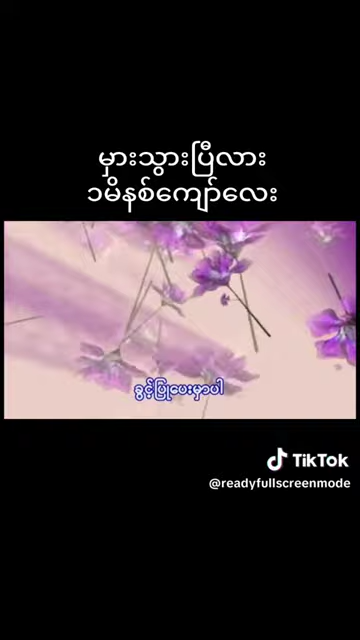 မှားသွားပြီလား
၁မိနစ်ကျော်လေး
ခွင့်ပြုပေးမှာပါ
TikTok
@readyfullscreenmode